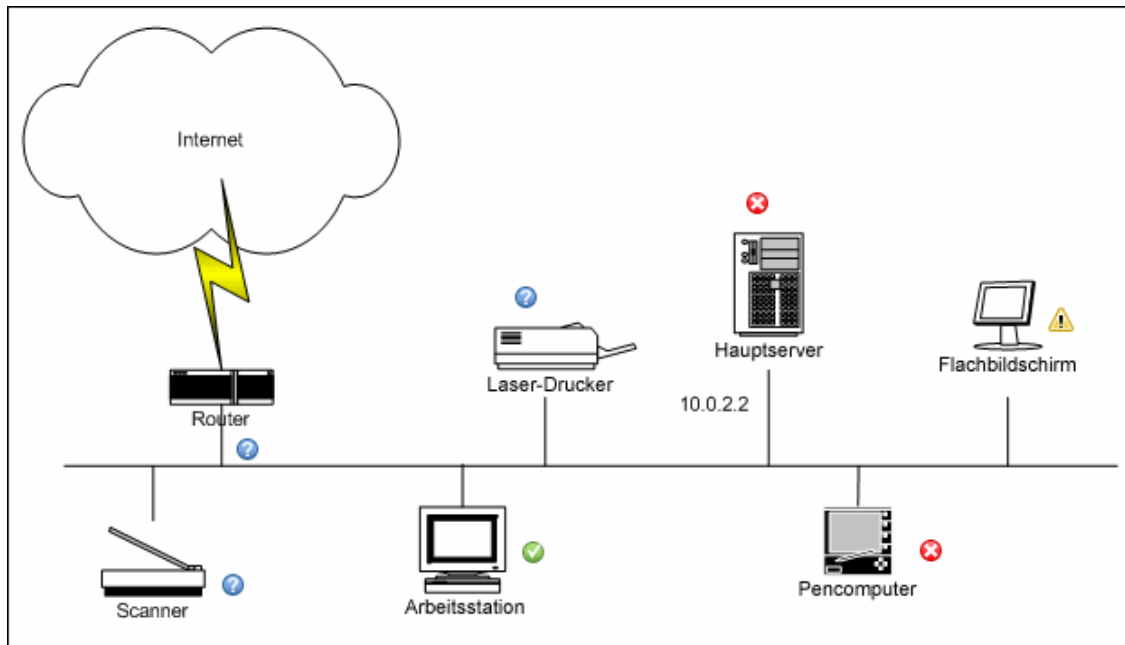 Internet
Hauptserver
Flachbildschirm
Laser-Drucker
10.0.2.2
Router
Scanner
Arbeitsstation
Pencomputer